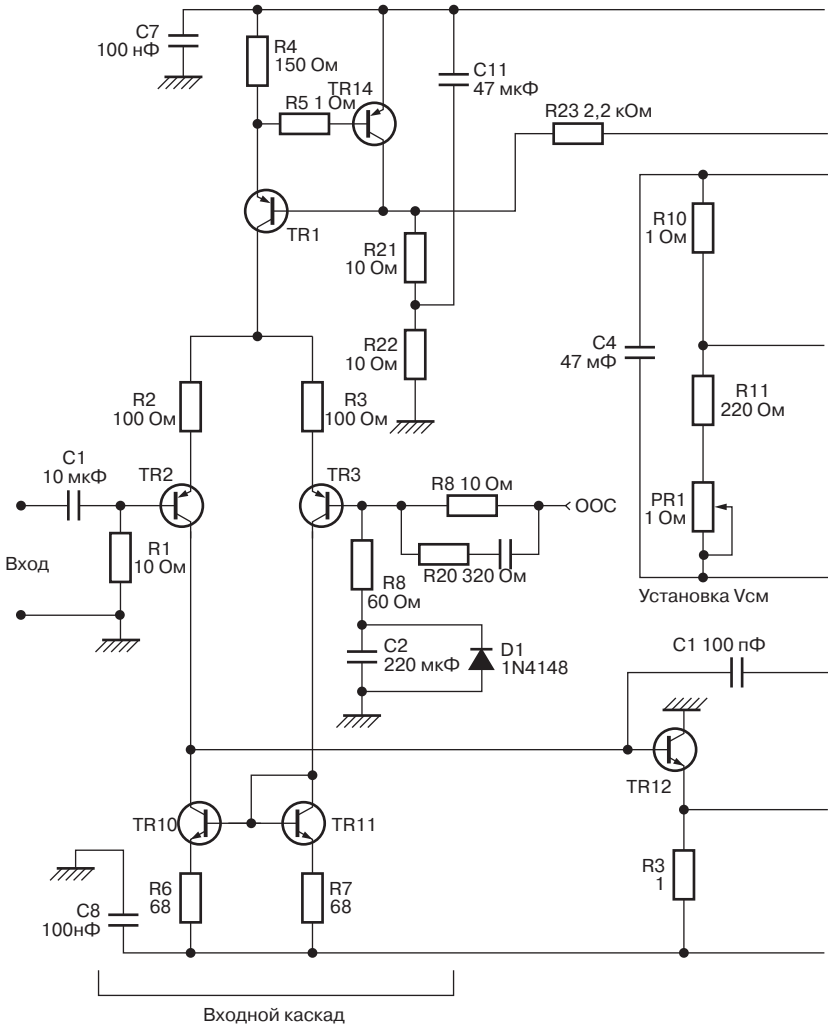 C7
100 нФ
R4
150 Ом
TR14
R5 1 Ом
C11
47 мкФ
R23 2,2 кОм
TR1
R21
10 Ом
R10
1 Ом
R22
10 Ом
C4
47 мФ
R2
100 Ом
R3
100 Ом
R11
220 Ом
C1
10 мкФ
TR2
TR3
R8 10 Ом
ООС
PR1
1 Ом
Вход
R1
10 Ом
R20 320 Ом
R8
60 Ом
Установка Vсм
C2
220 мкФ
D1
1N4148
C1 100 пФ
TR12
TR10
TR11
R6
68
R7
68
R3
1
C8
100нФ
Входной каскад